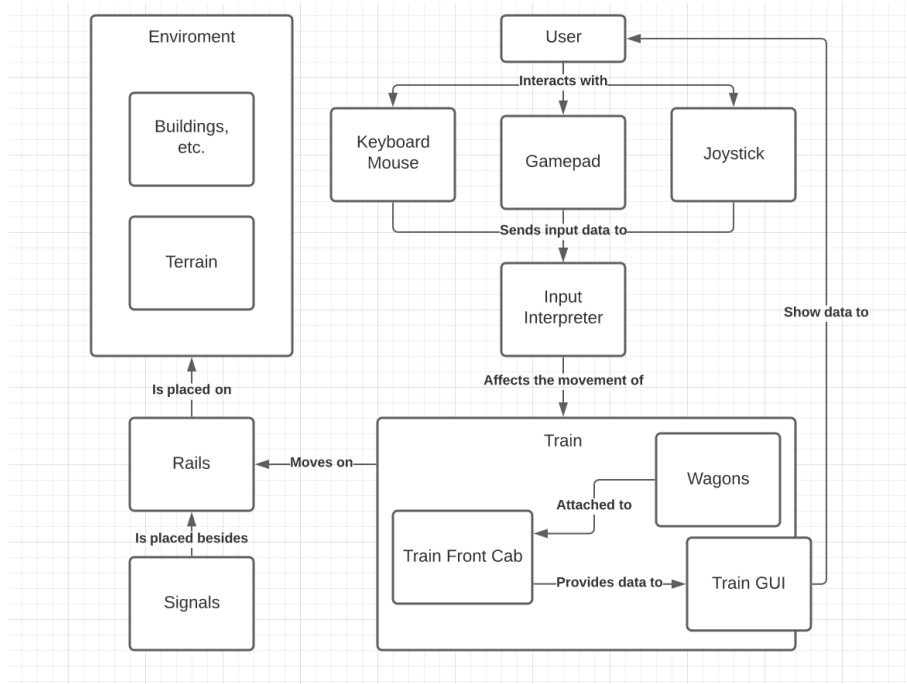 Enviroment
Buildings,
etc.
Terrain
Is placed on
Rails
Is placed besides
Signals
User
Interacts with
Keyboard
Mouse
Gamepad
Joystick
Sends input data to
Input
Interpreter
Affects the movement of
Show data to
Moves on
Train
Wagons
Attached to
Train Front Cab
Provides data to
Train GUI